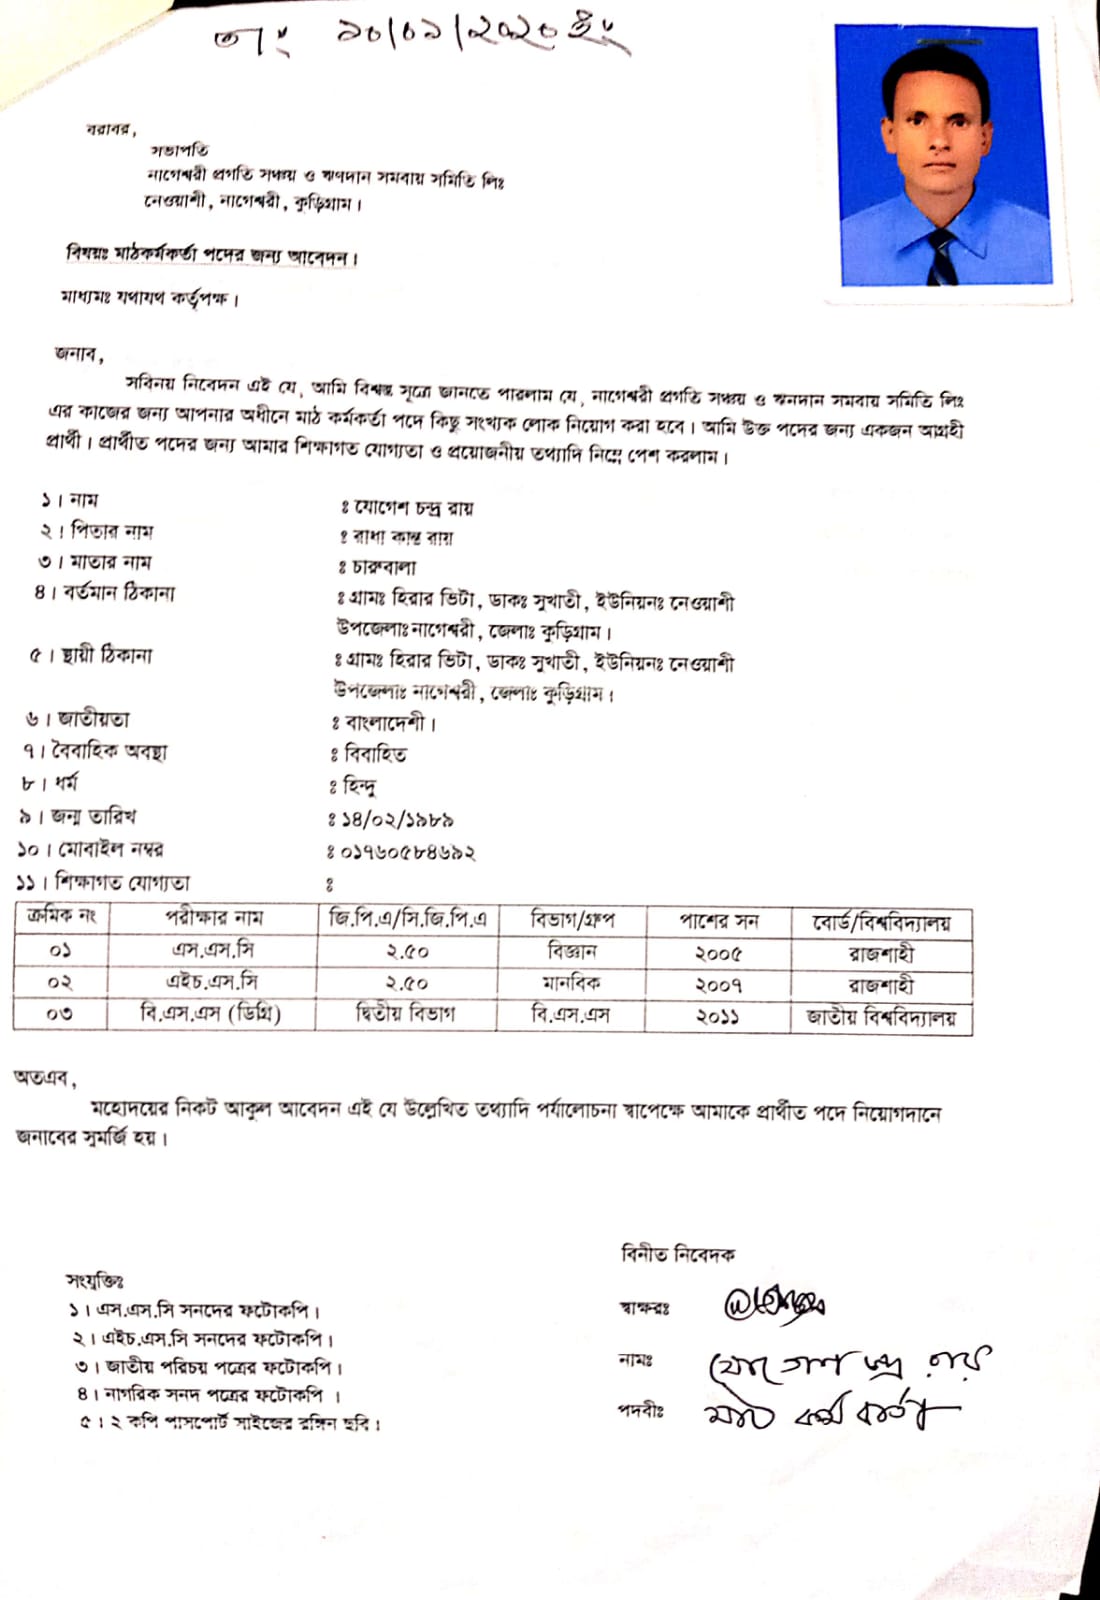 তাং ১০/০১/২০২০ইং
বরাবর,
সভাপতি
নাগেশ্বরী প্রগতি সঞ্চয় ও ঋণদান সমবায় সমিতি লিঃ
নেওয়াশী, নাগেশ্বরী, কুড়িগ্রাম।
বিষয়ঃ মাঠকর্মকর্তা পদের জন্য আবেদন।
মাধ্যমঃ যথাযথ কর্তৃপক্ষ।
জনাব,
সবিনয় নিবেদন এই যে, আমি বিশ্বস্ত সূত্রে জানতে পারলাম যে, নাগেশ্বরী প্রগতি সঞ্চয় ও ঋনদান সমবায় সমিতি লিঃ
এর কাজের জন্য আপনার অধীনে মাঠ কর্মকর্তা পদে কিছু সংখ্যক লোক নিয়োগ করা হবে। আমি উক্ত পদের জন্য একজন আগ্রহী
প্রার্থী। প্রার্থীত পদের জন্য আমার শিক্ষাগত যোগ্যতা ও প্রয়োজনীয় তথ্যাদি নিম্নে পেশ করলাম।
১। নাম ঃ যোগেশ চন্দ্র রায়
২। পিতার নাম ঃ রাধা কান্ত রায়
৩। মাতার নাম ঃ চারুবালা
৪। বর্তমান ঠিকানা ঃ গ্রামঃ হিরার ভিটা, ডাকঃ সুখাতী, ইউনিয়নঃ নেওয়াশী
উপজেলাঃ নাগেশ্বরী, জেলাঃ কুড়িগ্রাম।
৫। স্থায়ী ঠিকানা ঃ গ্রামঃ হিরার ভিটা, ডাকঃ সুখাতী, ইউনিয়নঃ নেওয়াশী
উপজেলাঃ নাগেশ্বরী, জেলাঃ কুড়িগ্রাম।
৬। জাতীয়তা ঃ বাংলাদেশী।
৭। বৈবাহিক অবস্থা ঃ বিবাহিত
৮। ধর্ম ঃ হিন্দু
৯। জন্ম তারিখ ঃ ১৪/০২/১৯৮৯
১০। মোবাইল নম্বর ঃ ০১৭৬০৫৮৪৬৯২
১১। শিক্ষাগত যোগ্যতা ঃ
ক্রমিক নং পরীক্ষার নাম জি.পি.এ/সি.জি.পি.এ বিভাগ/গ্রুপ পাশের সন বোর্ড/বিশ্ববিদ্যালয়
০১ এস.এস.সি ২.৫০ বিজ্ঞান ২০০৫ রাজশাহী
০২ এইচ.এস.সি ২.৫০ মানবিক ২০০৭ রাজশাহী
০৩ বি.এস.এস (ডিগ্রি) দ্বিতীয় বিভাগ বি.এস.এস ২০১১ জাতীয় বিশ্ববিদ্যালয়
অতএব,
মহোদয়ের নিকট আকুল আবেদন এই যে উল্লেখিত তথ্যাদি পর্যালোচনা স্বাপেক্ষে আমাকে প্রার্থীত পদে নিয়োগদানে
জনাবের সুমর্জি হয়।
বিনীত নিবেদক
স্বাক্ষরঃ
নামঃ যোগেশ চন্দ্র রায়
পদবীঃ মাঠ কর্মকর্তা
সংযুক্তিঃ
১। এস.এস.সি সনদের ফটোকপি।
২। এইচ.এস.সি সনদের ফটোকপি।
৩। জাতীয় পরিচয় পত্রের ফটোকপি।
৪। নাগরিক সনদ পত্রের ফটোকপি ।
৫। ২ কপি পাসপোর্ট সাইজের রঙ্গিন ছবি।